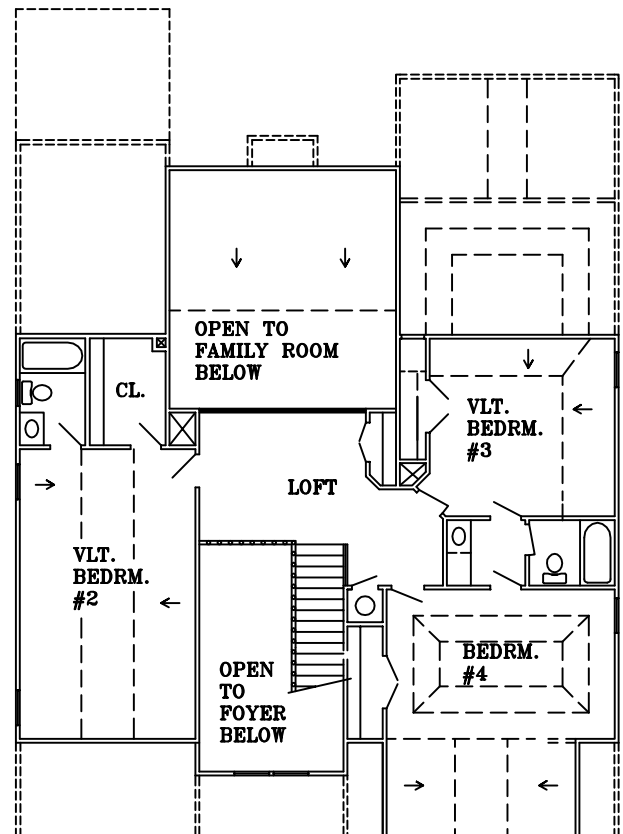 OPEN TO
FAMILY ROOM
BELOW
CL.
VLT.
BEDRM.
#3
LOFT
VLT.
BEDRM.
#2
BEDRM.
#4
OPEN
TO
FOYER
BELOW